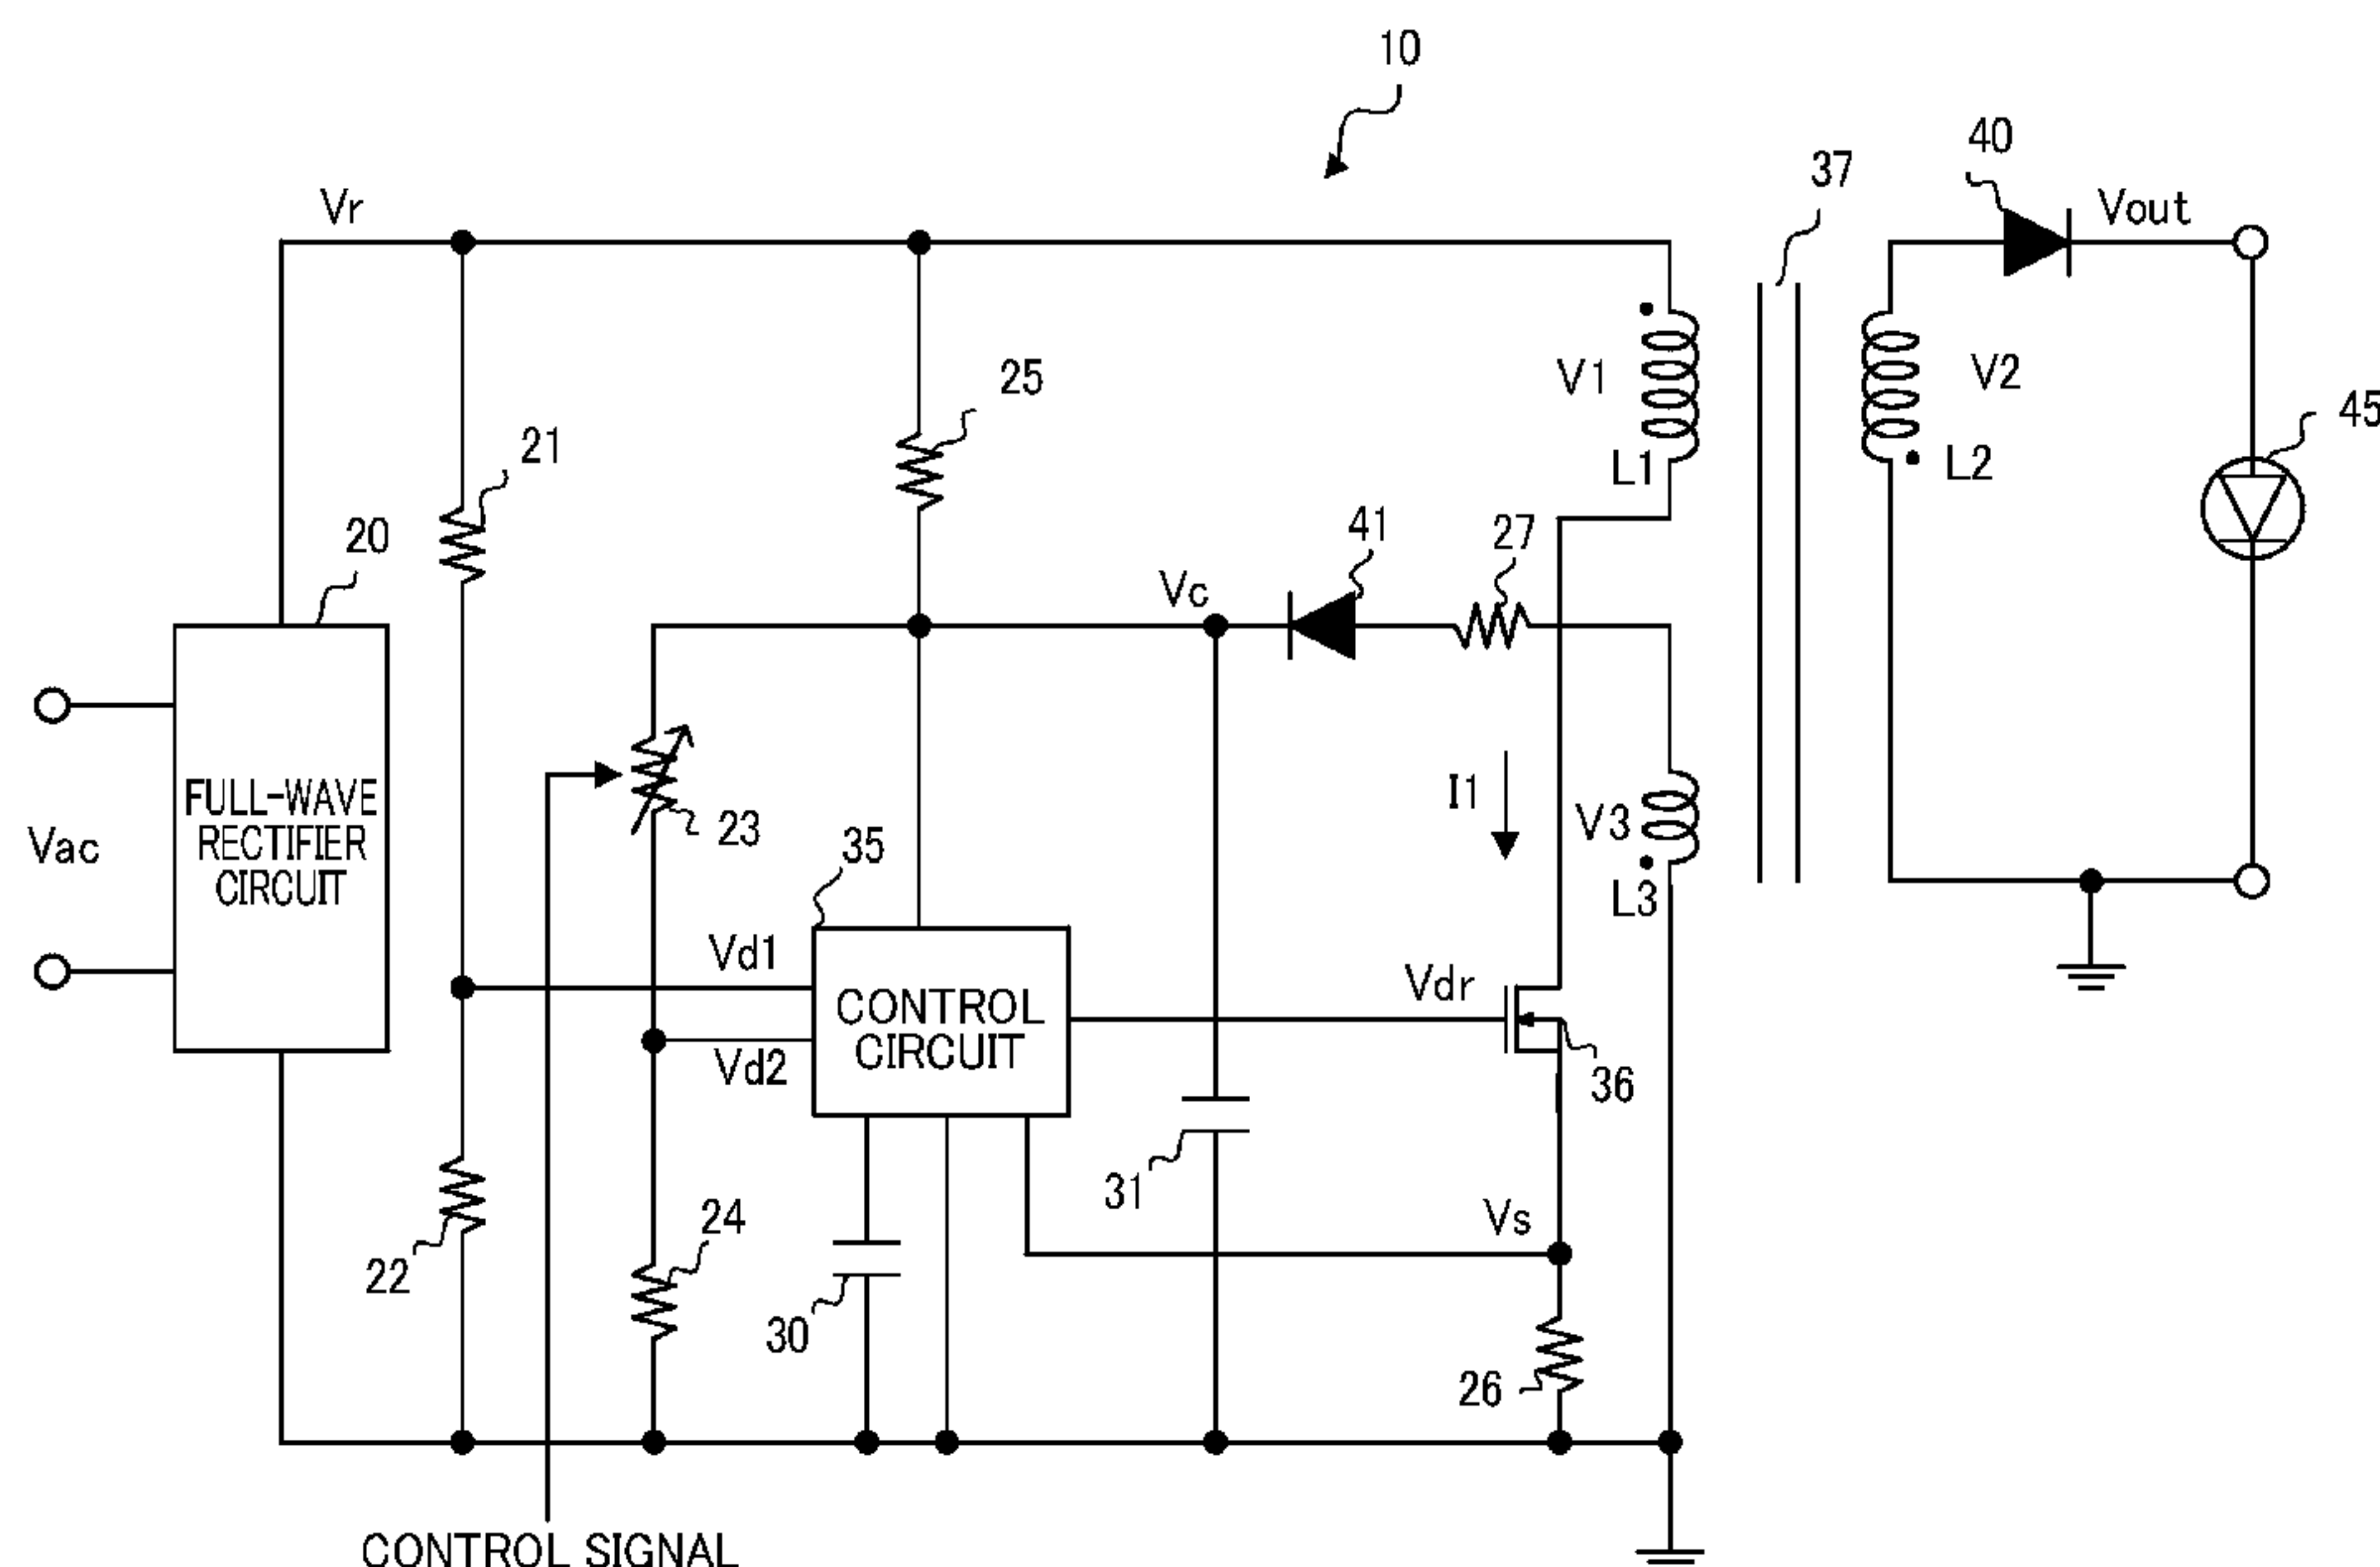 10
40
37
Vr
Vout
25
V1
V2
45
21
L1
L2
20
41
27
Vc
FULL-WAVE
RECTIFIER
CIRCUIT
Vac
23
35
I1
V3
L3
Vd1
Vd2
CONTROL
CIRCUIT
Vdr
36
31
22
24
30
Vs
26
CONTROL SIGNAL